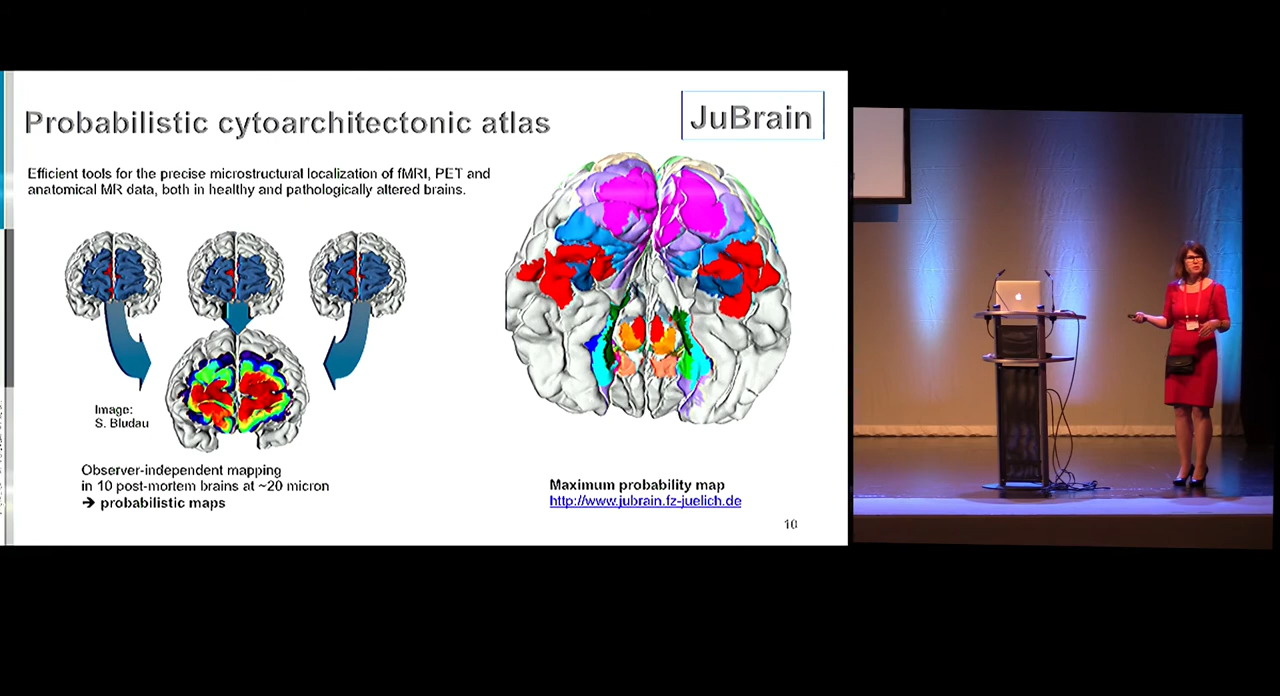 Probabilistic cytoarchitectonic atlas
JuBrain
Efficient tools for the precise microstructural localization of fMRI, PET and
anatomical MR data, both in healthy and pathologically altered brains.
Image:
S. Bludau
Observer-independent mapping
in 10 post-mortem brains at ~20 micron
➔ probabilistic maps
Maximum probability map
http://www.jubrain.fz-juelich.de
10